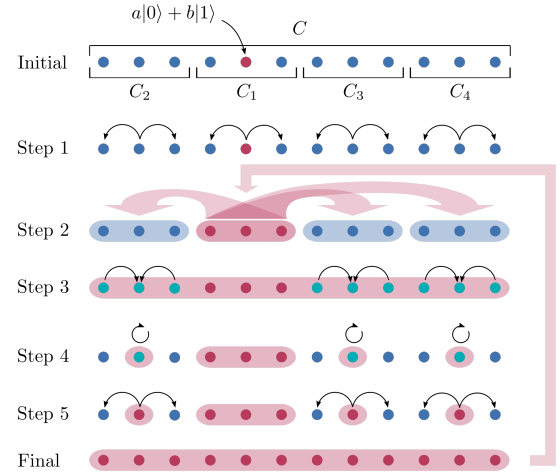 a|0⟩ + b|1⟩
C
Initial
C₂ C₁ C₃ C₄
Step 1
Step 2
Step 3
Step 4
Step 5
Final